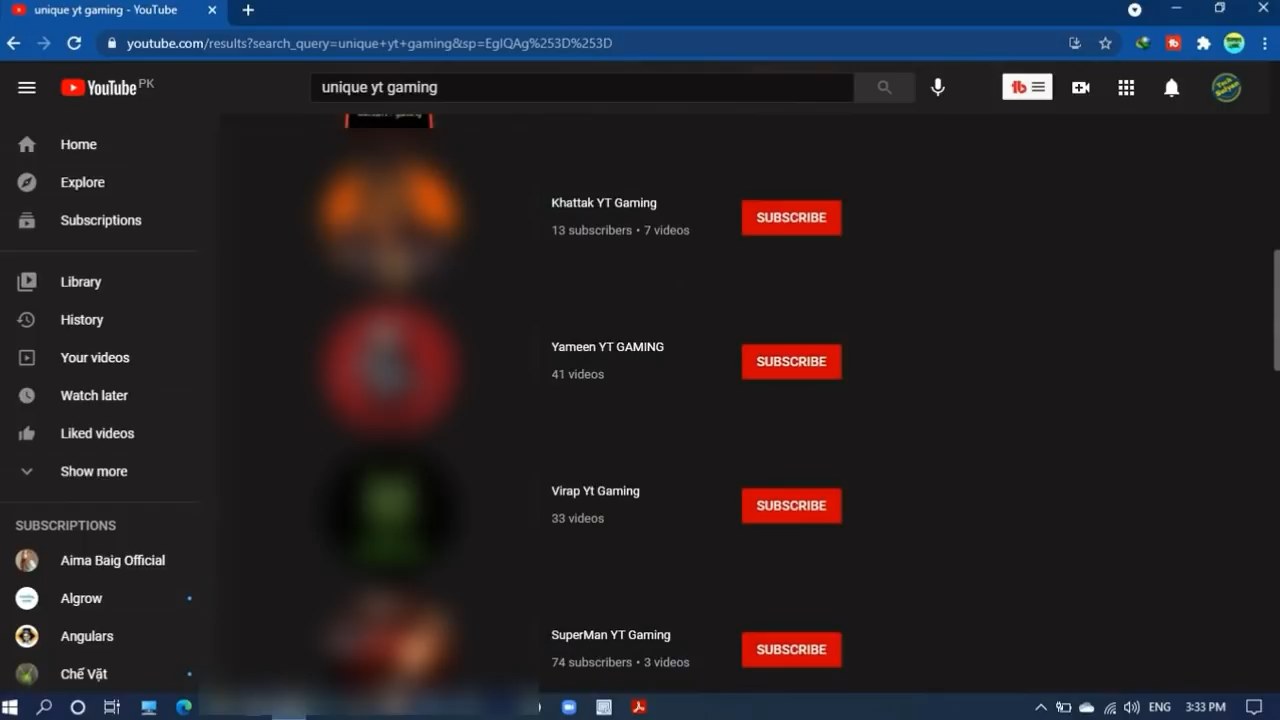 unique yt gaming - YouTube
youtube.com/results?search_query=unique+yt+gaming&sp=EgIQAg%253D%253D
YouTube PK
unique yt gaming
Home
Explore
Subscriptions
Library
History
Your videos
Watch later
Liked videos
Show more
SUBSCRIPTIONS
Aima Baig Official
Algrow
Angulars
Chế Vật
Khattak YT Gaming
13 subscribers • 7 videos
SUBSCRIBE
Yameen YT GAMING
41 videos
SUBSCRIBE
Virap Yt Gaming
33 videos
SUBSCRIBE
SuperMan YT Gaming
74 subscribers • 3 videos
SUBSCRIBE
ENG
3:33 PM